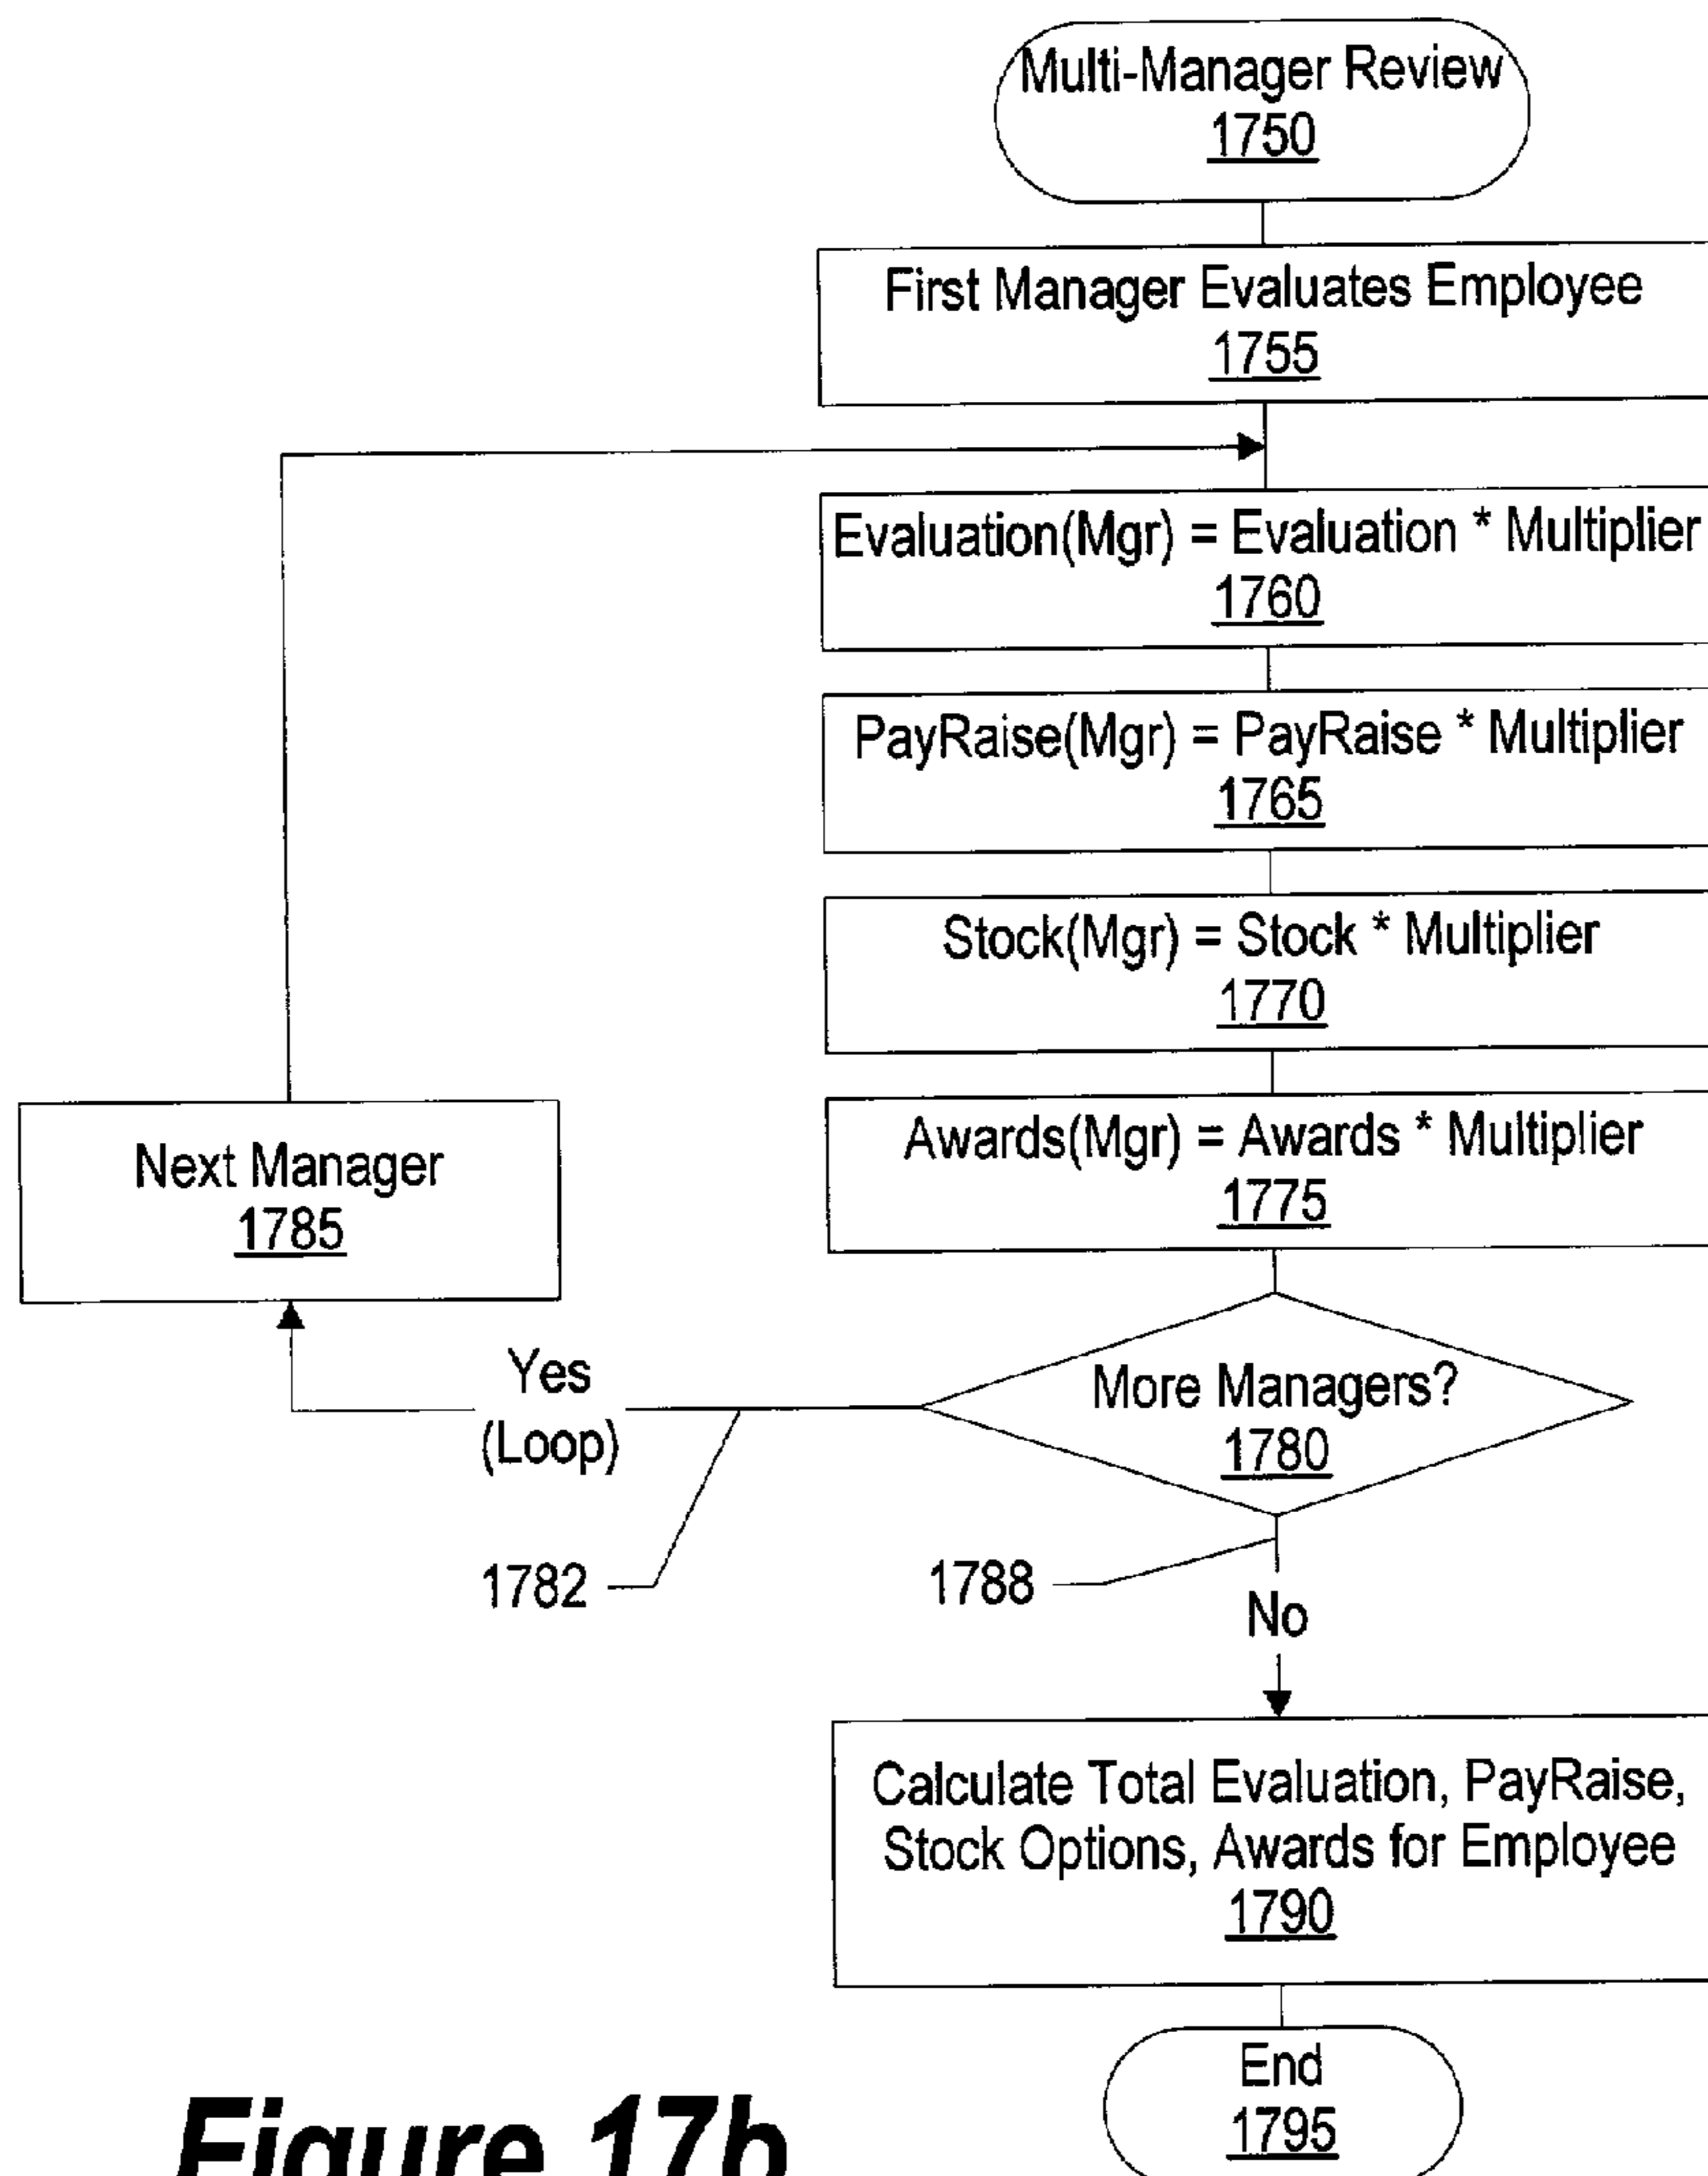 Multi-Manager Review
1750
First Manager Evaluates Employee
1755
Evaluation(Mgr) = Evaluation * Multiplier
1760
PayRaise(Mgr) = PayRaise * Multiplier
1765
Stock(Mgr) = Stock * Multiplier
1770
Awards(Mgr) = Awards * Multiplier
1775
Next Manager
1785
More Managers?
1780
Yes
(Loop)
1782
1788
No
Calculate Total Evaluation, PayRaise,
Stock Options, Awards for Employee
1790
End
1795
Figure 17b